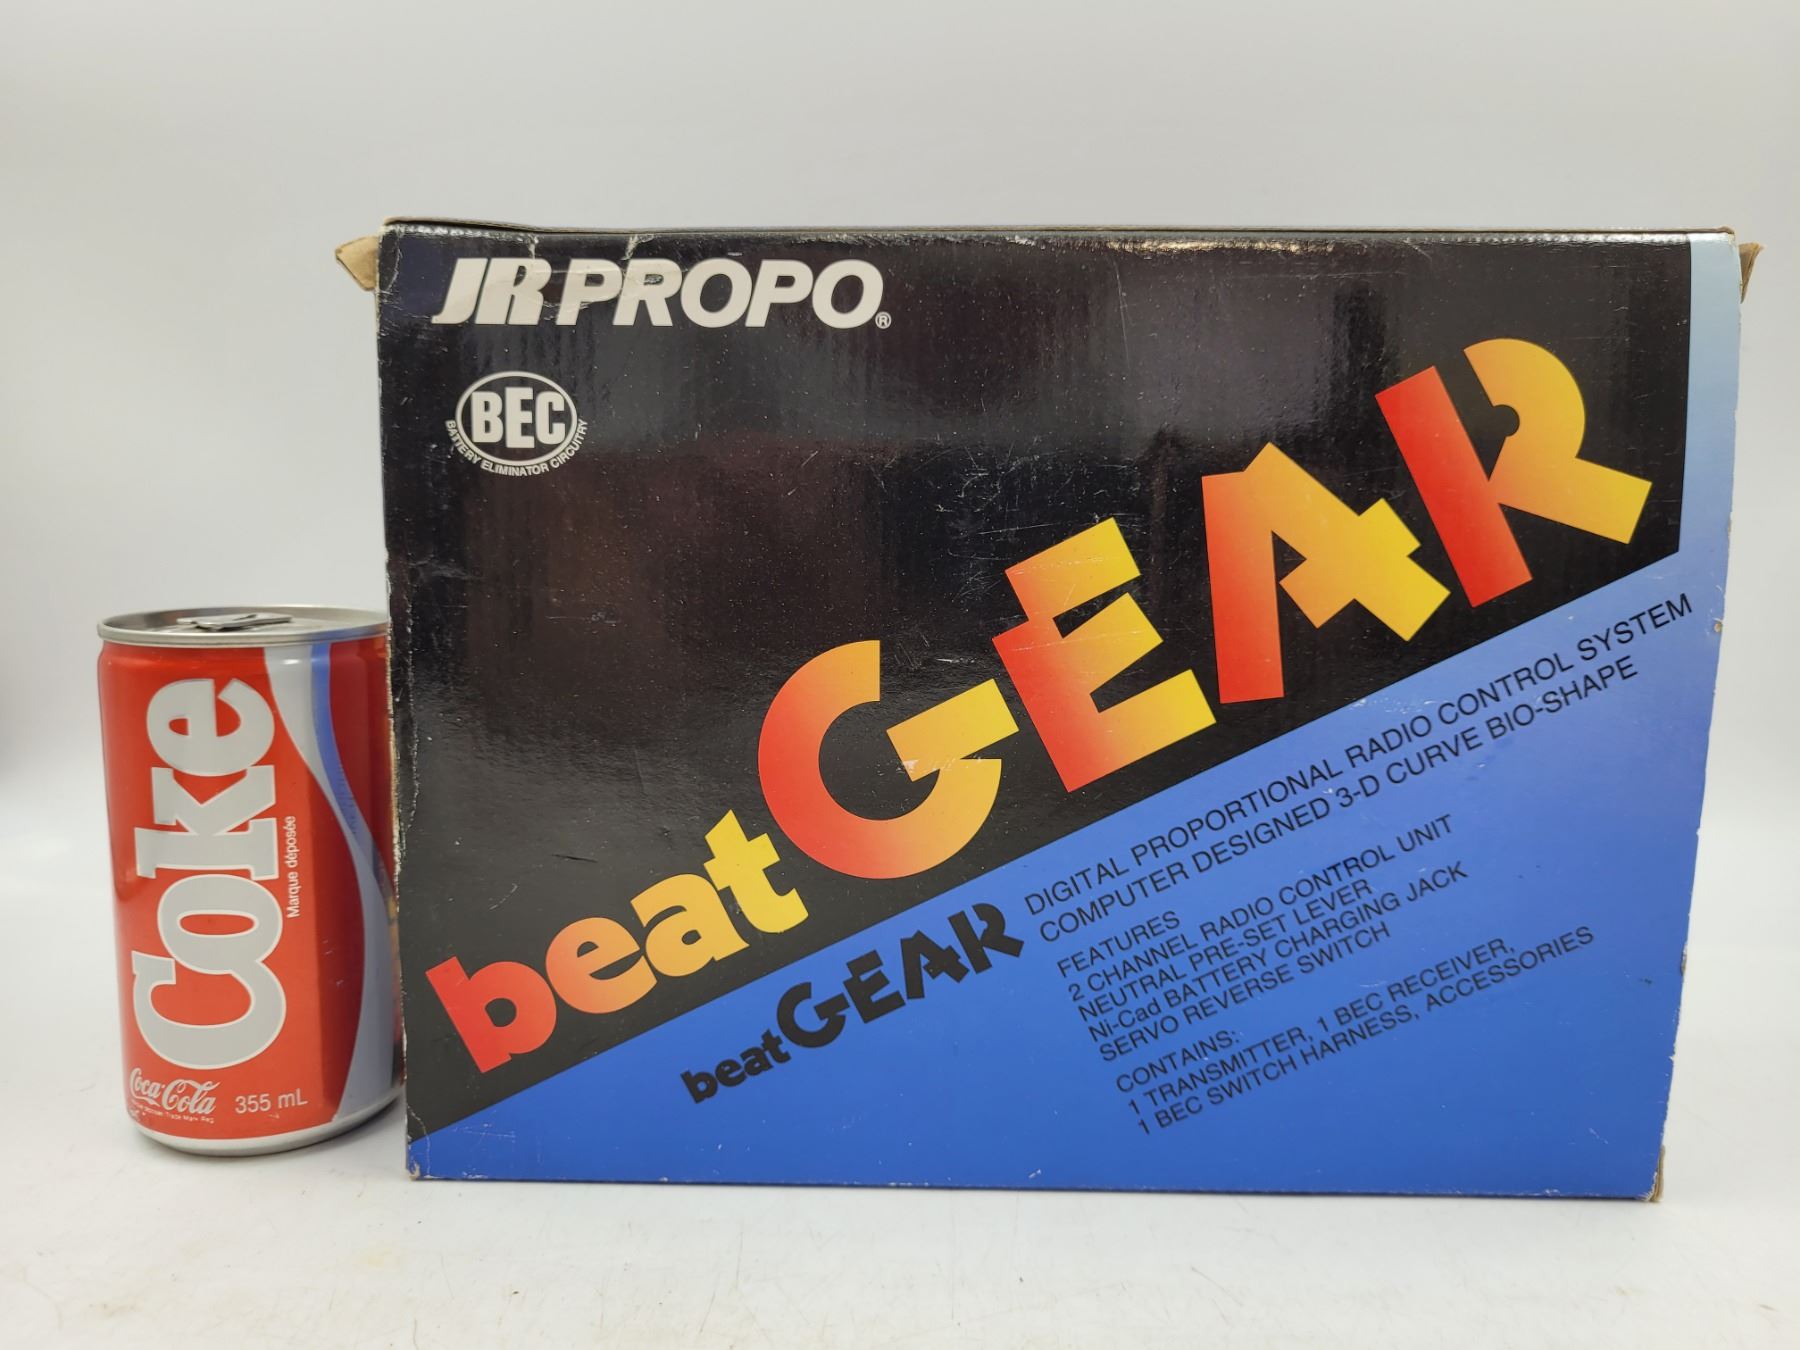 JR PROPO®
BEC
BATTERY ELIMINATOR CIRCUITRY
beat GEAR
beat GEAR
DIGITAL PROPORTIONAL RADIO CONTROL SYSTEM
COMPUTER DESIGNED 3-D CURVE BIO-SHAPE
FEATURES
2 CHANNEL RADIO CONTROL UNIT
NEUTRAL PRE-SET LEVER
Ni-Cad BATTERY CHARGING JACK
SERVO REVERSE SWITCH
CONTAINS:
1 TRANSMITTER, 1 BEC RECEIVER,
1 BEC SWITCH HARNESS, ACCESSORIES
Coke
Marque déposée
Coca-Cola
355 mL